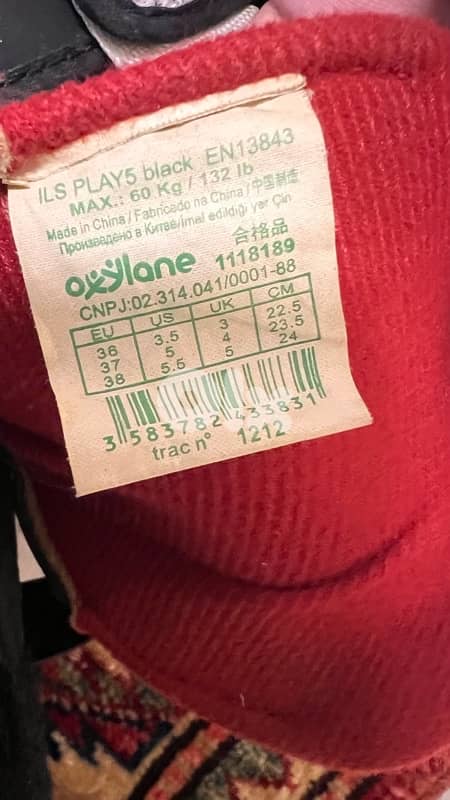 ILS PLAY5 black EN13843
MAX.: 60 Kg / 132 lb
Made in China / Fabricado na China / 中国制造
Произведено в Китае/imal edildiği yer Çin
合格品
oxylane 1118189
CNPJ:02.314.041/0001-88
EU US UK CM
36 3.5 3 22.5
37 5 4 23.5
38 5.5 5 24
3 583782 433831
trac n° 1212